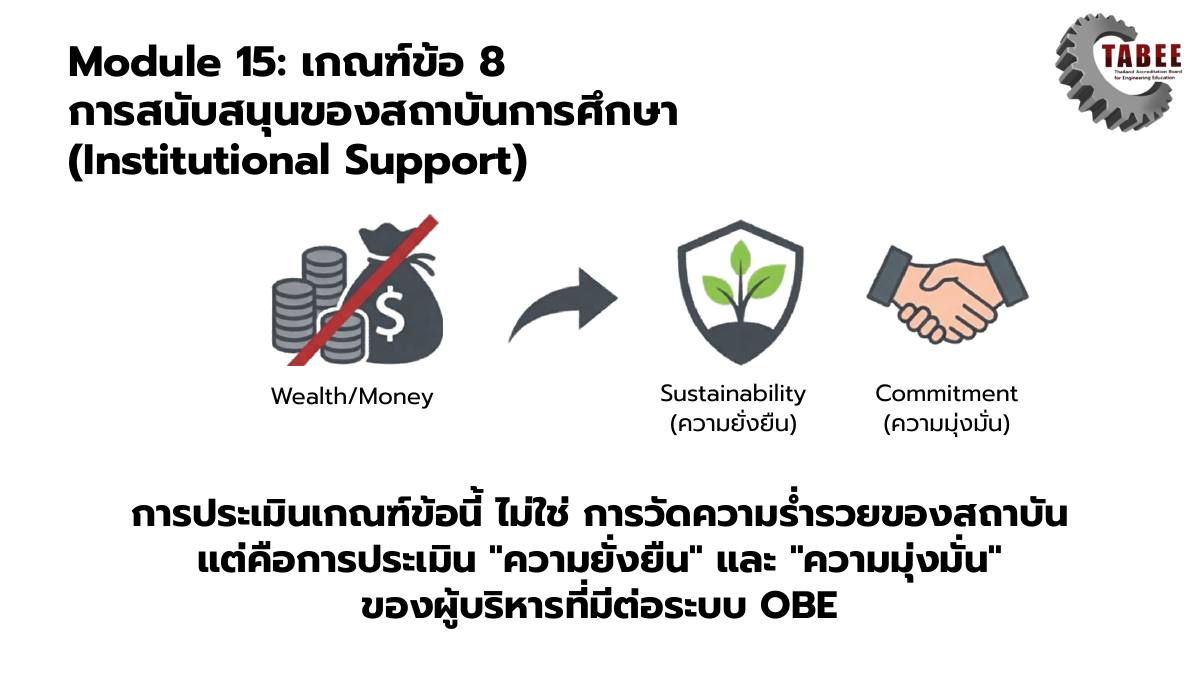 Module 15: เกณฑ์ข้อ 8
การสนับสนุนของสถาบันการศึกษา
(Institutional Support)
TABEE
Thailand Accreditation Board
for Engineering Education
$
Wealth/Money
Sustainability
(ความยั่งยืน)
Commitment
(ความมุ่งมั่น)
การประเมินเกณฑ์ข้อนี้ ไม่ใช่ การวัดความร่ำรวยของสถาบัน
แต่คือการประเมิน "ความยั่งยืน" และ "ความมุ่งมั่น"
ของผู้บริหารที่มีต่อระบบ OBE